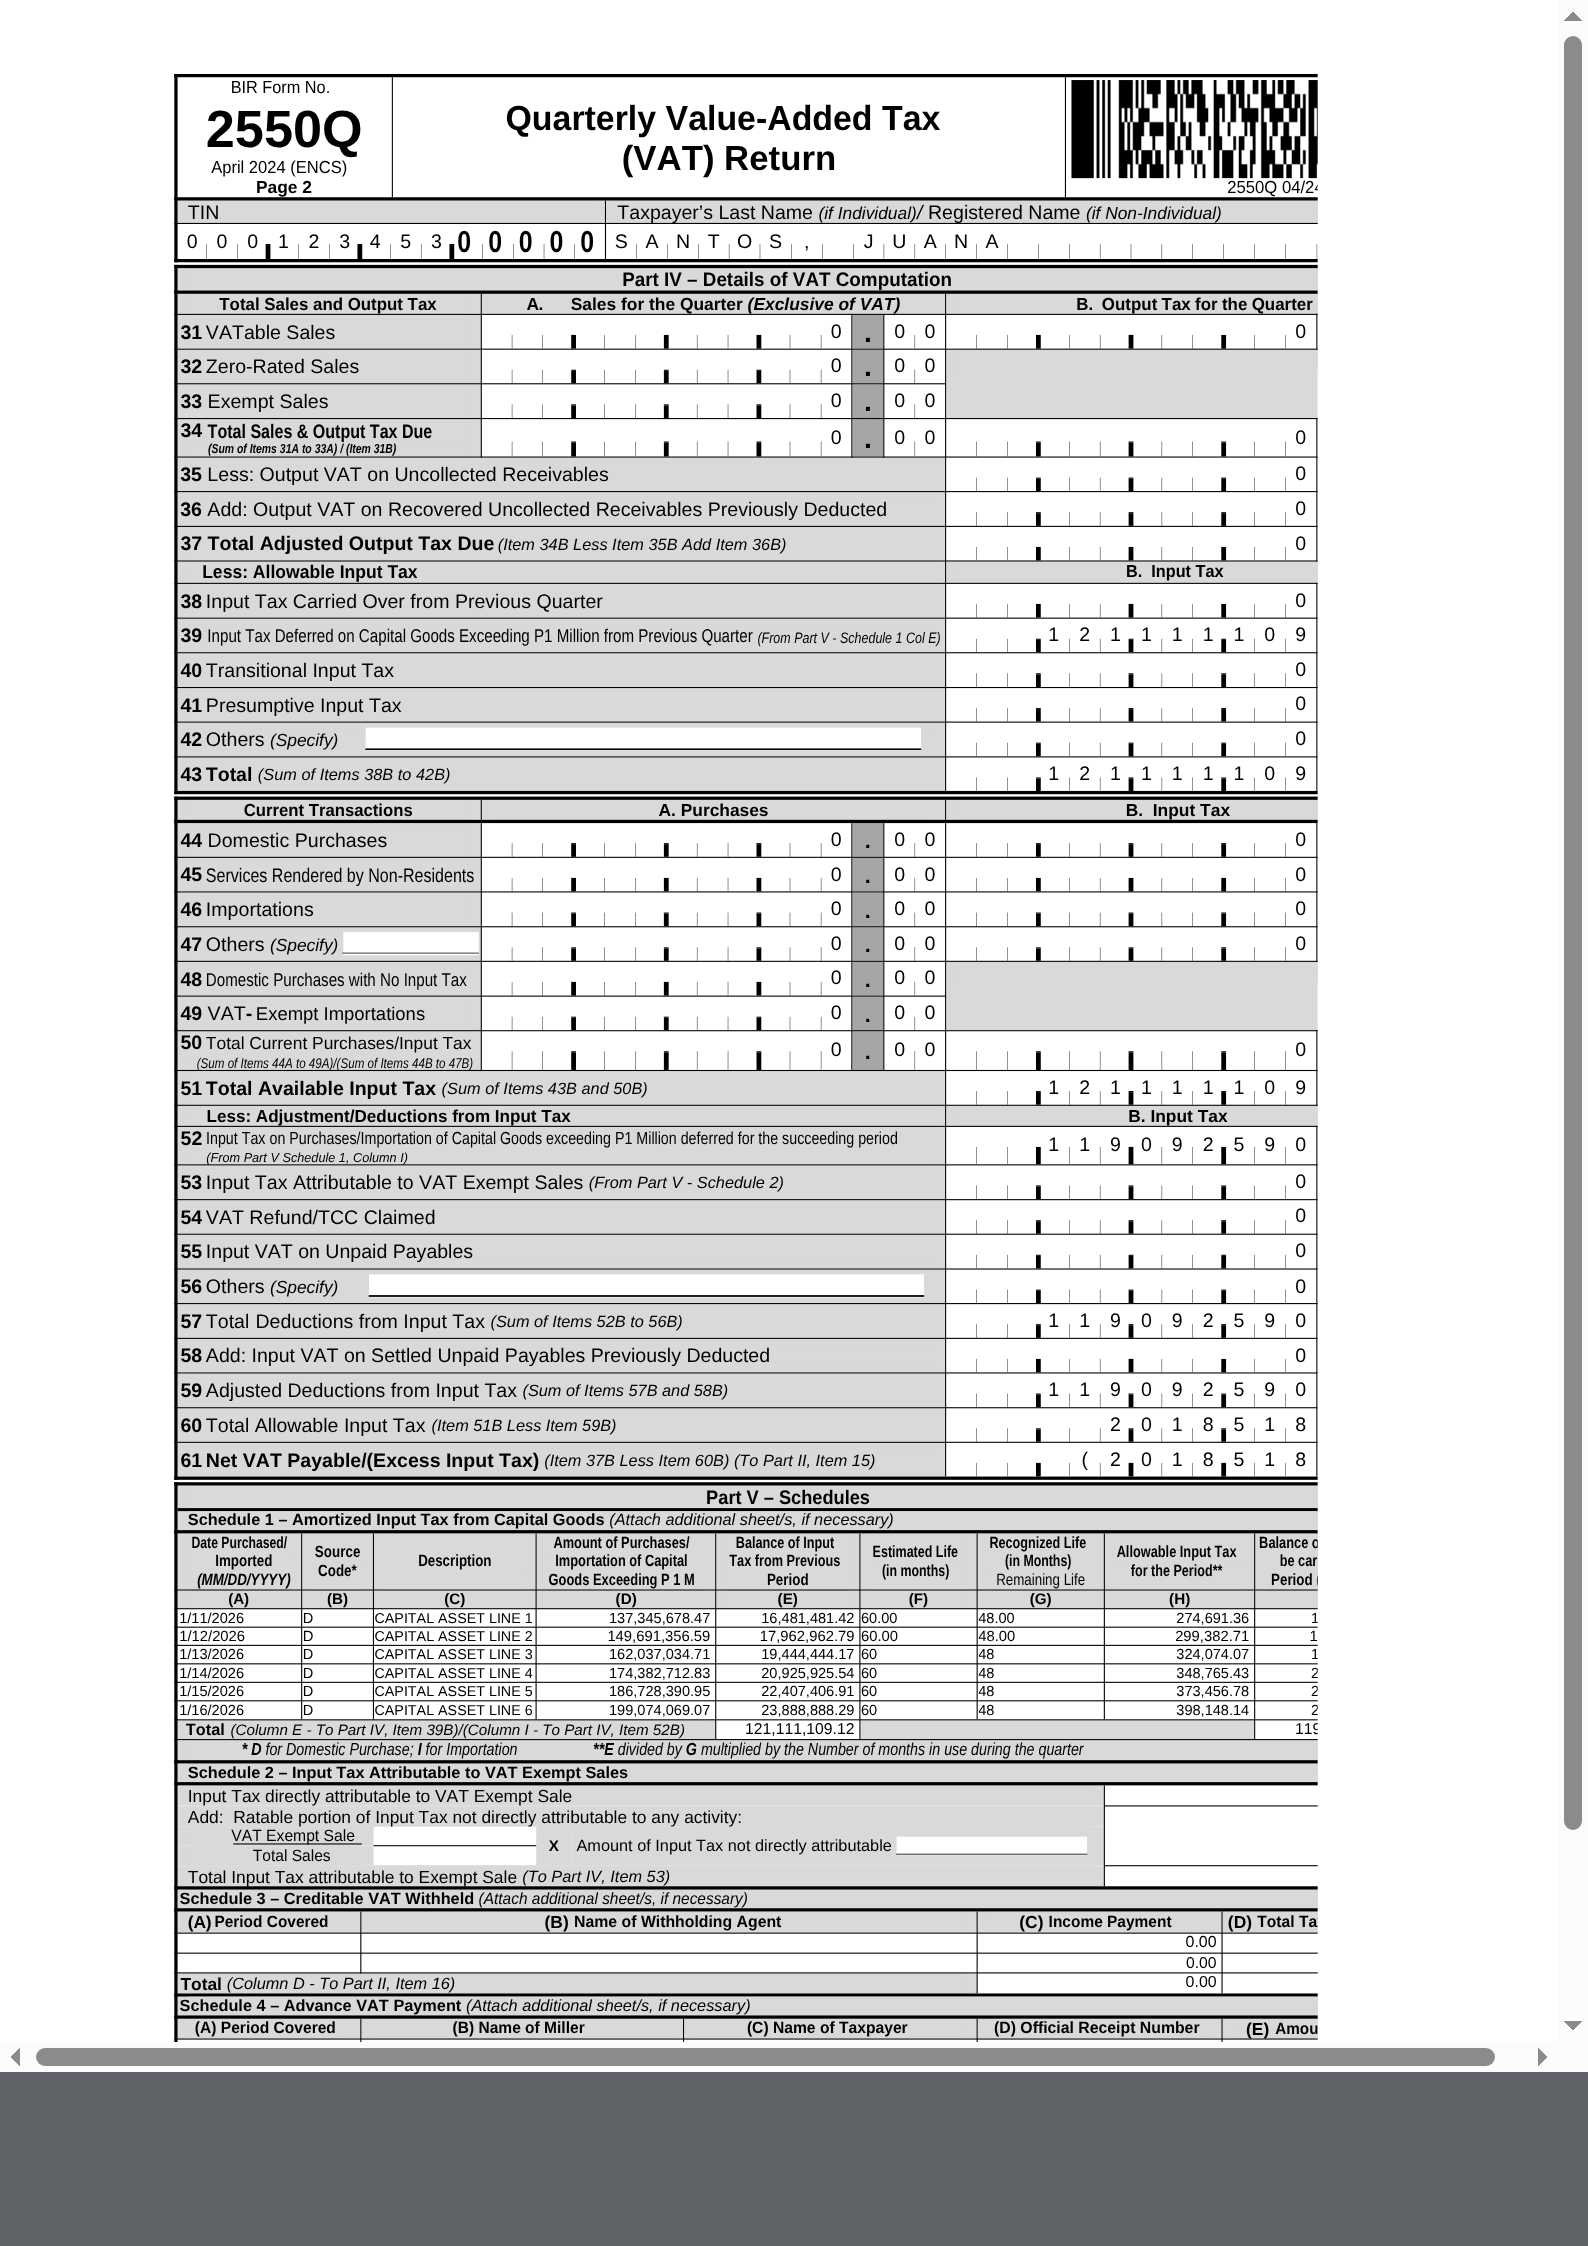 BIR Form No.
2550Q
April 2024 (ENCS)
Page 2
Quarterly Value-Added Tax
(VAT) Return
2550Q 04/24
TIN
Taxpayer’s Last Name (if Individual)/ Registered Name (if Non-Individual)
0 0 0 1 2 3 4 5 3 0 0 0 0 0 S A N T O S , J U A N A
Part IV – Details of VAT Computation
Total Sales and Output Tax A. Sales for the Quarter (Exclusive of VAT) B. Output Tax for the Quarter
31 VATable Sales 0 . 0 0 0
32 Zero-Rated Sales 0 . 0 0
33 Exempt Sales 0 . 0 0
34 Total Sales & Output Tax Due 0 . 0 0 0
(Sum of Items 31A to 33A) / (Item 31B)
35 Less: Output VAT on Uncollected Receivables 0
36 Add: Output VAT on Recovered Uncollected Receivables Previously Deducted 0
37 Total Adjusted Output Tax Due (Item 34B Less Item 35B Add Item 36B) 0
Less: Allowable Input Tax B. Input Tax
38 Input Tax Carried Over from Previous Quarter 0
39 Input Tax Deferred on Capital Goods Exceeding P1 Million from Previous Quarter (From Part V - Schedule 1 Col E) 1 2 1 1 1 1 1 0 9
40 Transitional Input Tax 0
41 Presumptive Input Tax 0
42 Others (Specify) 0
43 Total (Sum of Items 38B to 42B) 1 2 1 1 1 1 1 0 9
Current Transactions A. Purchases B. Input Tax
44 Domestic Purchases 0 . 0 0 0
45 Services Rendered by Non-Residents 0 . 0 0 0
46 Importations 0 . 0 0 0
47 Others (Specify) 0 . 0 0 0
48 Domestic Purchases with No Input Tax 0 . 0 0
49 VAT- Exempt Importations 0 . 0 0
50 Total Current Purchases/Input Tax 0 . 0 0 0
(Sum of Items 44A to 49A)/(Sum of Items 44B to 47B)
51 Total Available Input Tax (Sum of Items 43B and 50B) 1 2 1 1 1 1 1 0 9
Less: Adjustment/Deductions from Input Tax B. Input Tax
52 Input Tax on Purchases/Importation of Capital Goods exceeding P1 Million deferred for the succeeding period 1 1 9 0 9 2 5 9 0
(From Part V Schedule 1, Column I)
53 Input Tax Attributable to VAT Exempt Sales (From Part V - Schedule 2) 0
54 VAT Refund/TCC Claimed 0
55 Input VAT on Unpaid Payables 0
56 Others (Specify) 0
57 Total Deductions from Input Tax (Sum of Items 52B to 56B) 1 1 9 0 9 2 5 9 0
58 Add: Input VAT on Settled Unpaid Payables Previously Deducted 0
59 Adjusted Deductions from Input Tax (Sum of Items 57B and 58B) 1 1 9 0 9 2 5 9 0
60 Total Allowable Input Tax (Item 51B Less Item 59B) 2 0 1 8 5 1 8
61 Net VAT Payable/(Excess Input Tax) (Item 37B Less Item 60B) (To Part II, Item 15) ( 2 0 1 8 5 1 8
Part V – Schedules
Schedule 1 – Amortized Input Tax from Capital Goods (Attach additional sheet/s, if necessary)
Date Purchased/ Imported (MM/DD/YYYY) Source Code* Description Amount of Purchases/ Importation of Capital Goods Exceeding P 1 M Balance of Input Tax from Previous Period Estimated Life (in months) Recognized Life (in Months) Remaining Life Allowable Input Tax for the Period** Balance o be car Period
(A) (B) (C) (D) (E) (F) (G) (H)
1/11/2026 D CAPITAL ASSET LINE 1 137,345,678.47 16,481,481.42 60.00 48.00 274,691.36 1
1/12/2026 D CAPITAL ASSET LINE 2 149,691,356.59 17,962,962.79 60.00 48.00 299,382.71 1
1/13/2026 D CAPITAL ASSET LINE 3 162,037,034.71 19,444,444.17 60 48 324,074.07 1
1/14/2026 D CAPITAL ASSET LINE 4 174,382,712.83 20,925,925.54 60 48 348,765.43 2
1/15/2026 D CAPITAL ASSET LINE 5 186,728,390.95 22,407,406.91 60 48 373,456.78 2
1/16/2026 D CAPITAL ASSET LINE 6 199,074,069.07 23,888,888.29 60 48 398,148.14 2
Total (Column E - To Part IV, Item 39B)/(Column I - To Part IV, Item 52B) 121,111,109.12 119
* D for Domestic Purchase; I for Importation **E divided by G multiplied by the Number of months in use during the quarter
Schedule 2 – Input Tax Attributable to VAT Exempt Sales
Input Tax directly attributable to VAT Exempt Sale
Add: Ratable portion of Input Tax not directly attributable to any activity:
VAT Exempt Sale
X Amount of Input Tax not directly attributable
Total Sales
Total Input Tax attributable to Exempt Sale (To Part IV, Item 53)
Schedule 3 – Creditable VAT Withheld (Attach additional sheet/s, if necessary)
(A) Period Covered (B) Name of Withholding Agent (C) Income Payment (D) Total Ta
0.00
0.00
Total (Column D - To Part II, Item 16) 0.00
Schedule 4 – Advance VAT Payment (Attach additional sheet/s, if necessary)
(A) Period Covered (B) Name of Miller (C) Name of Taxpayer (D) Official Receipt Number (E) Amou